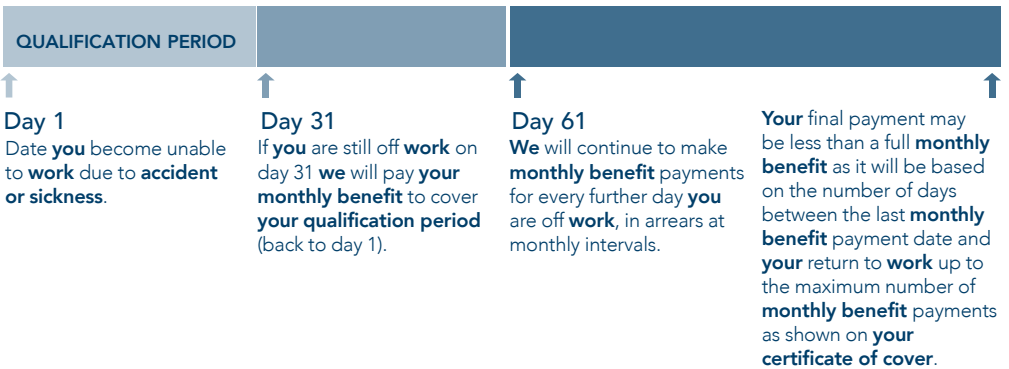 QUALIFICATION PERIOD
Day 1
Date you become unable
to work due to accident
or sickness.
Day 31
If you are still off work on
day 31 we will pay your
monthly benefit to cover
your qualification period
(back to day 1).
Day 61
We will continue to make
monthly benefit payments
for every further day you
are off work, in arrears at
monthly intervals.
Your final payment may
be less than a full monthly
benefit as it will be based
on the number of days
between the last monthly
benefit payment date and
your return to work up to
the maximum number of
monthly benefit payments
as shown on your
certificate of cover.